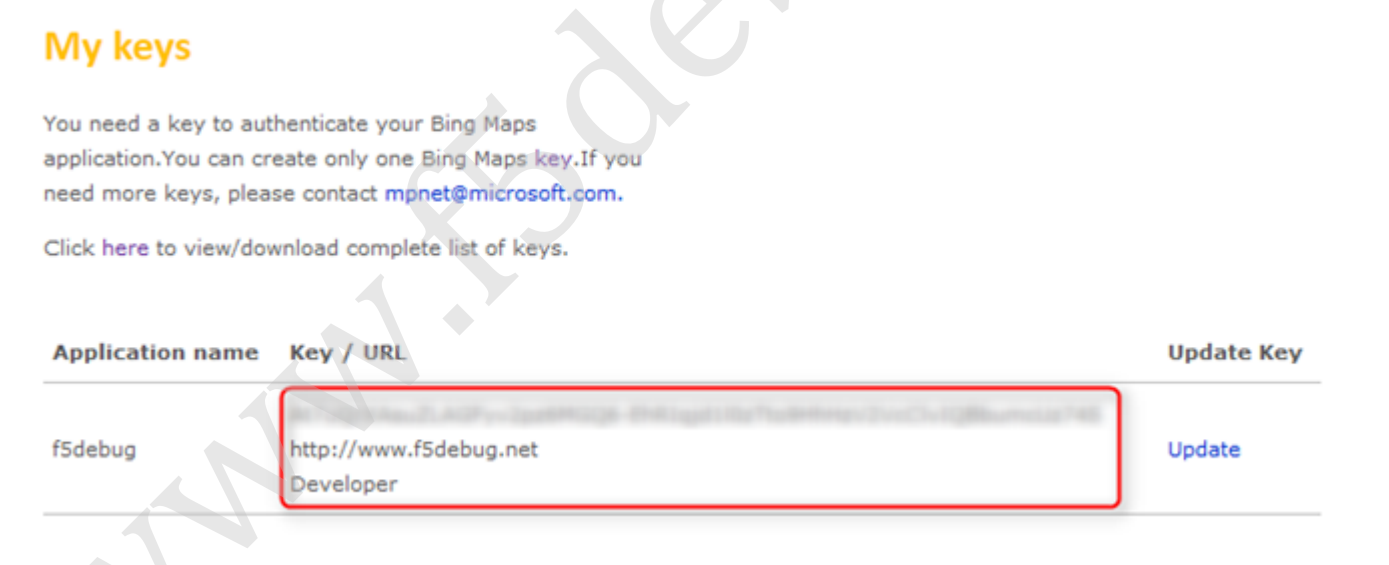 My keys
You need a key to authenticate your Bing Maps
application.You can create only one Bing Maps key.If you
need more keys, please contact mpnet@microsoft.com.
Click here to view/download complete list of keys.
Application name Key / URL Update Key
http://www.f5debug.net
f5debug Update
Developer
www.f5de